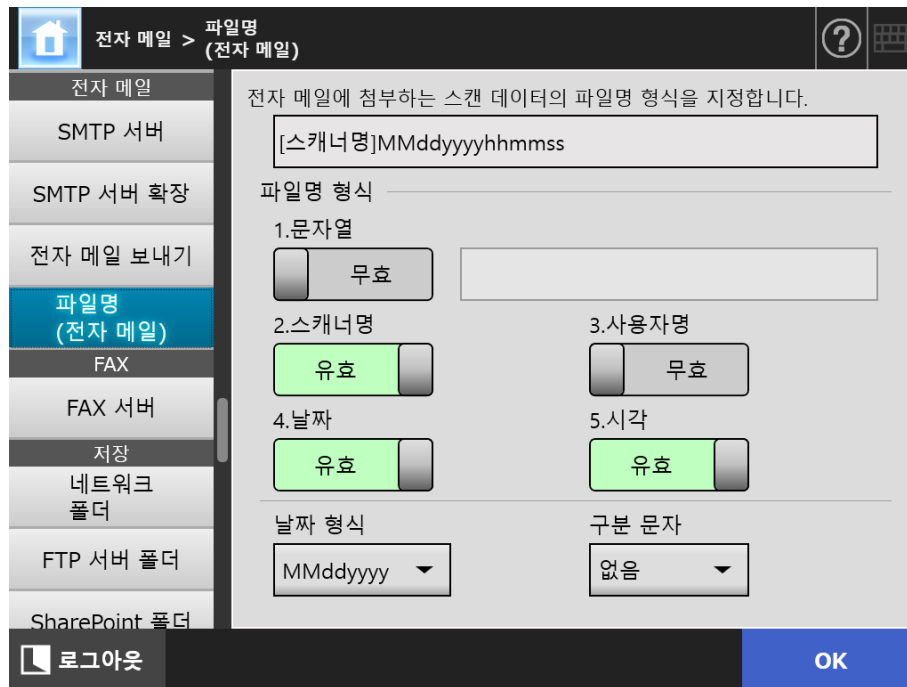 전자 메일 > 파일명
(전자 메일)
?
전자 메일
SMTP 서버
SMTP 서버 확장
전자 메일 보내기
파일명
(전자 메일)
FAX
FAX 서버
저장
네트워크
폴더
FTP 서버 폴더
SharePoint 폴더
전자 메일에 첨부하는 스캔 데이터의 파일명 형식을 지정합니다.
[스캐너명]MMddyyyyhhmmss
파일명 형식
1.문자열
무효
2.스캐너명
3.사용자명
유효
무효
4.날짜
5.시각
유효
유효
날짜 형식
구분 문자
MMddyyyy
없음
로그아웃
OK